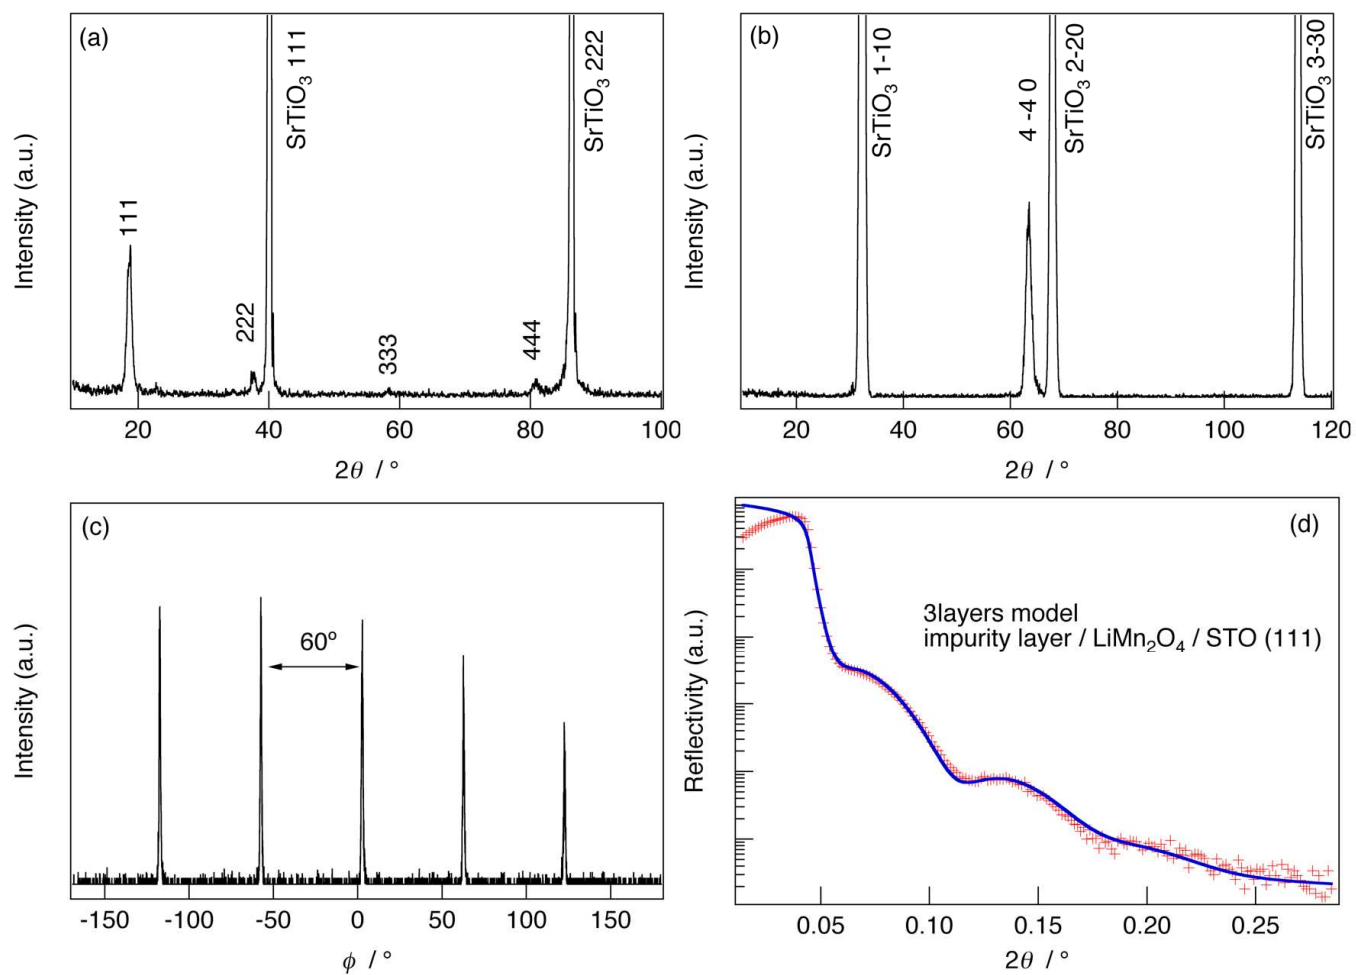 (a)
111
222
SrTiO₃ 111
333
444
SrTiO₃ 222
Intensity (a.u.)
20 40 60 80 100
2θ / °
(b)
SrTiO₃ 1-10
4 -4 0
SrTiO₃ 2-20
SrTiO₃ 3-30
Intensity (a.u.)
20 40 60 80 100 120
2θ / °
(c)
60º
Intensity (a.u.)
-150 -100 -50 0 50 100 150
ϕ / °
(d)
3layers model
impurity layer / LiMn₂O₄ / STO (111)
Reflectivity (a.u.)
0.05 0.10 0.15 0.20 0.25
2θ / °